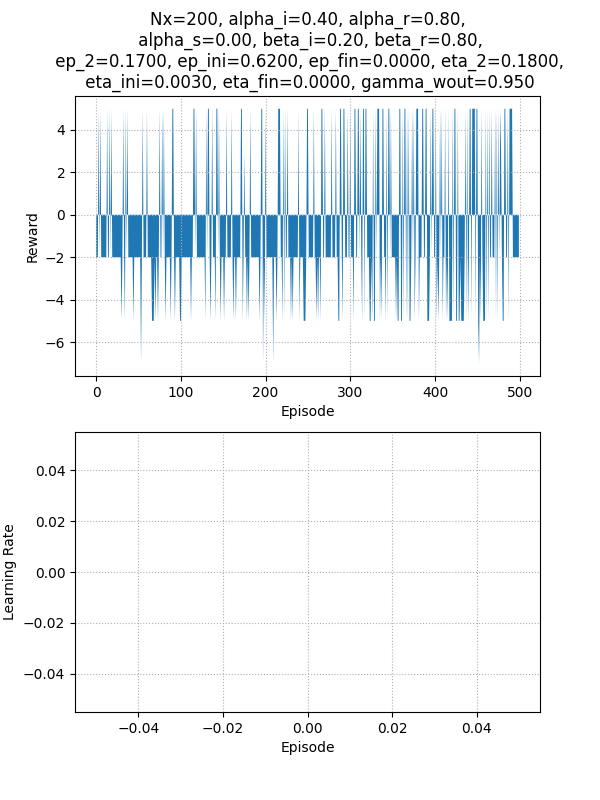 Nx=200, alpha_i=0.40, alpha_r=0.80,
alpha_s=0.00, beta_i=0.20, beta_r=0.80,
ep_2=0.1700, ep_ini=0.6200, ep_fin=0.0000, eta_2=0.1800,
eta_ini=0.0030, eta_fin=0.0000, gamma_wout=0.950
4
2
0
−2
−4
−6
Reward
0 100 200 300 400 500
Episode
0.04
0.02
0.00
−0.02
−0.04
Learning Rate
−0.04 −0.02 0.00 0.02 0.04
Episode